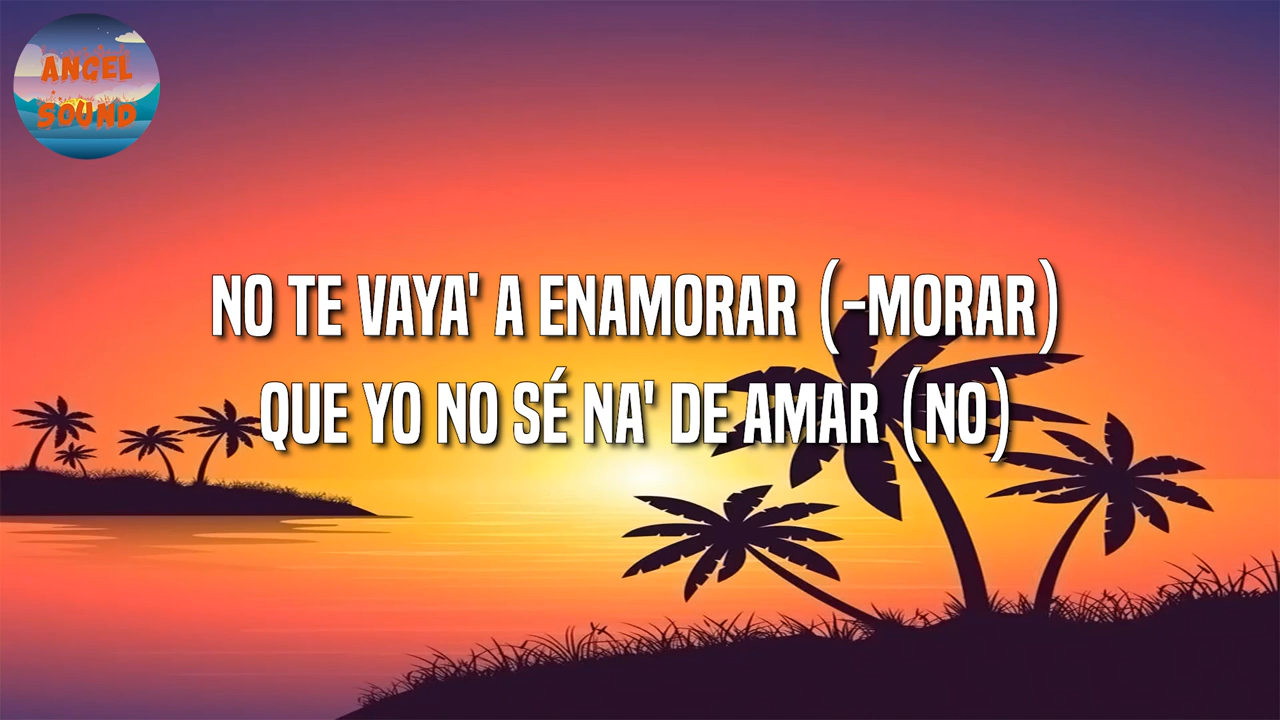 ANGEL
SOUND
NO TE VAYA' A ENAMORAR (-MORAR)
QUE YO NO SÉ NA' DE AMAR (NO)